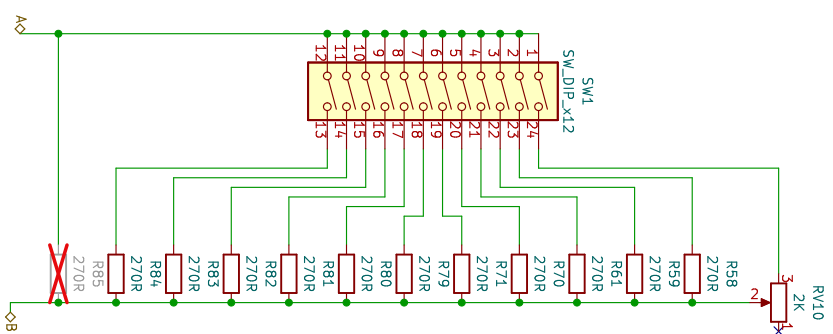 A
12
11
10
9
8
7
6
5
4
3
2
1
SW1
SW_DIP_x12
13
14
15
16
17
18
19
20
21
22
23
24
270R
R85
270R
R84
270R
R83
270R
R82
270R
R81
270R
R80
270R
R79
270R
R71
270R
R70
270R
R61
270R
R59
270R
R58
3
2
1
2K
RV10
B